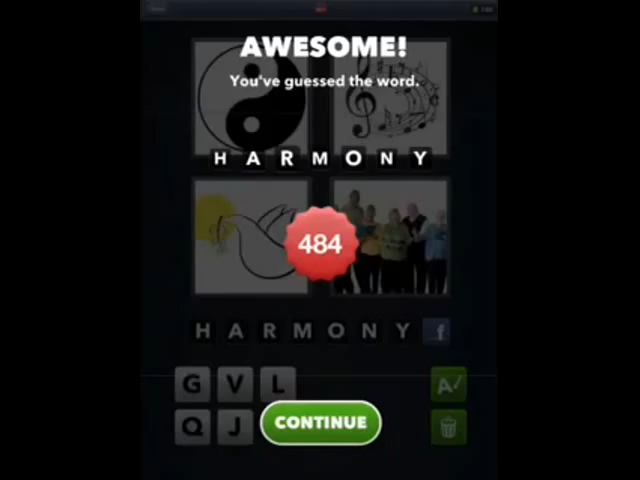 AWESOME!
You've guessed the word.
HARMONY
484
HARMONY f
G V L
A
Q J
CONTINUE